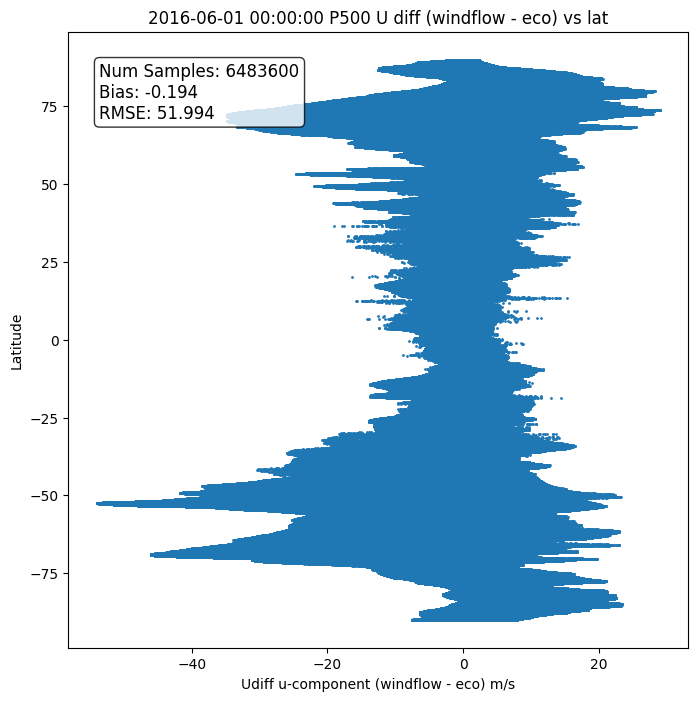 2016-06-01 00:00:00 P500 U diff (windflow - eco) vs lat
Num Samples: 6483600
Bias: -0.194
RMSE: 51.994
Latitude
75
50
25
0
−25
−50
−75
−40
−20
0
20
Udiff u-component (windflow - eco) m/s